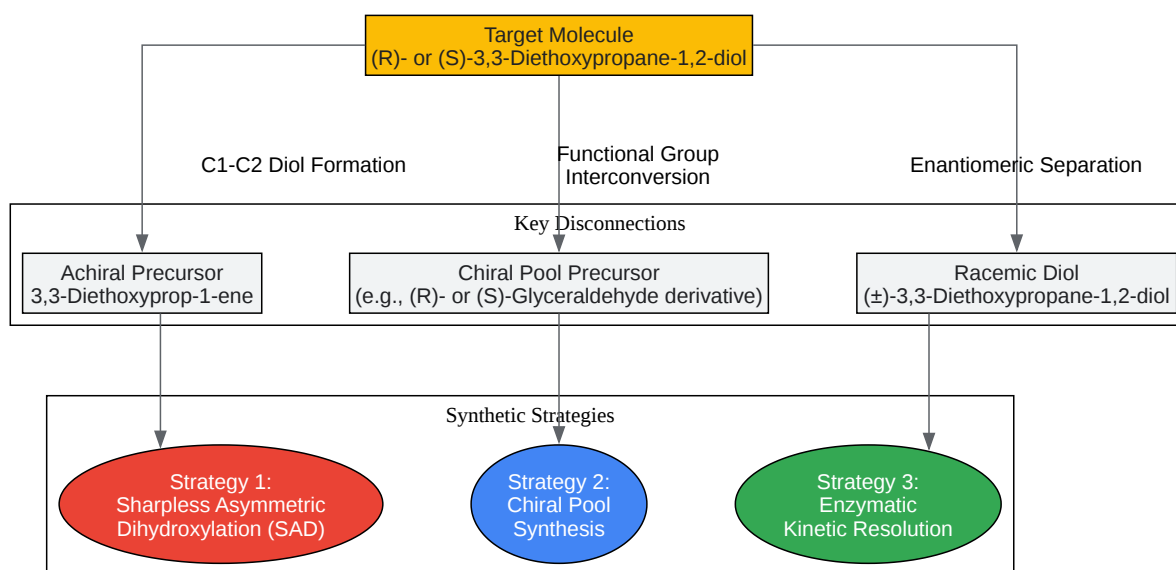 Target Molecule
(R)- or (S)-3,3-Diethoxypropane-1,2-diol
C1-C2 Diol Formation
Functional Group
Interconversion
Enantiomeric Separation
Key Disconnections
Achiral Precursor
3,3-Diethoxyprop-1-ene
Chiral Pool Precursor
(e.g., (R)- or (S)-Glyceraldehyde derivative)
Racemic Diol
(±)-3,3-Diethoxypropane-1,2-diol
Synthetic Strategies
Strategy 1:
Sharpless Asymmetric
Dihydroxylation (SAD)
Strategy 2:
Chiral Pool
Synthesis
Strategy 3:
Enzymatic
Kinetic Resolution